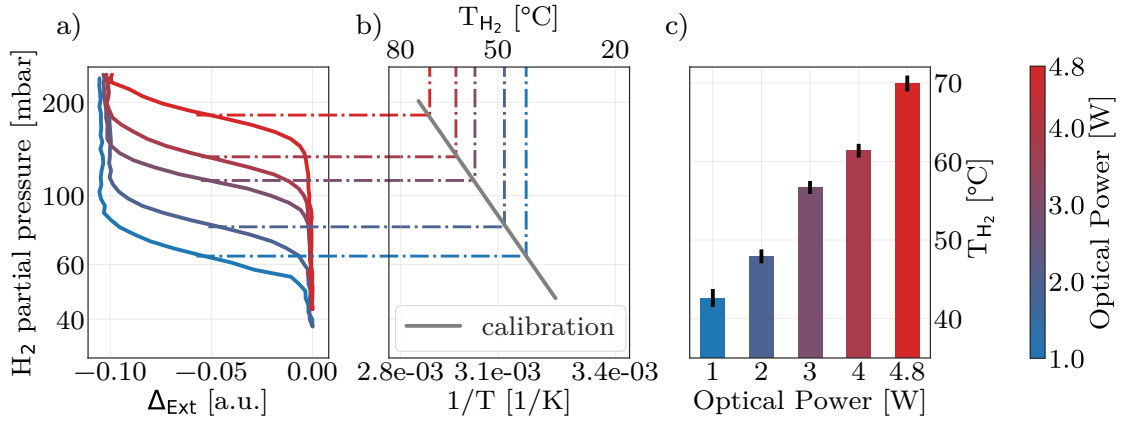 a)
H₂ partial pressure [mbar]
200
100
60
40
−0.10
−0.05
0.00
Δ_Ext [a.u.]
b)
T_H₂ [°C]
80
50
20
calibration
2.8e-03
3.1e-03
3.4e-03
1/T [1/K]
c)
70
60
50
40
T_H₂ [°C]
1
2
3
4
4.8
Optical Power [W]
4.8
4.0
3.0
2.0
1.0
Optical Power [W]